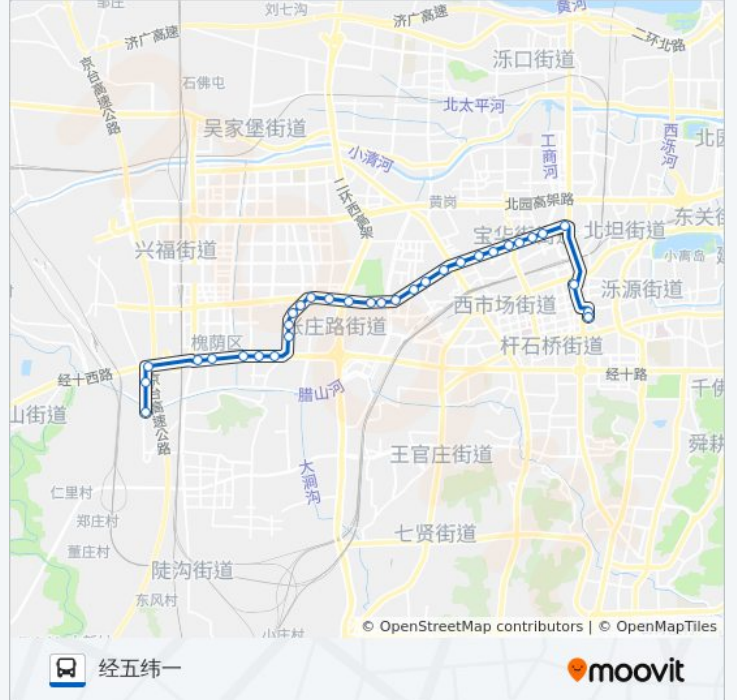 邹庄
刘七沟
济广高速
济广高速
黄河
二环北路
泺口街道
京台高速公路
石佛屯
北太平河
吴家堡街道
工商河
西泺河
北园
小清河
二环西高架
黄岗
北园高架路
东关街
宝华街
北坦街道
兴福街道
小离岛
泺源街道
西市场街道
张庄路街道
槐荫区
杆石桥街道
经十西路
京台高速公路
腊山河
经十路
千佛
山街道
舜耕
王官庄街道
大涧沟
仁里村
郑庄村
七贤街道
董庄村
陡沟街道
东风村
小庄村
© OpenStreetMap contributors | © OpenMapTiles
经五纬一
moovit